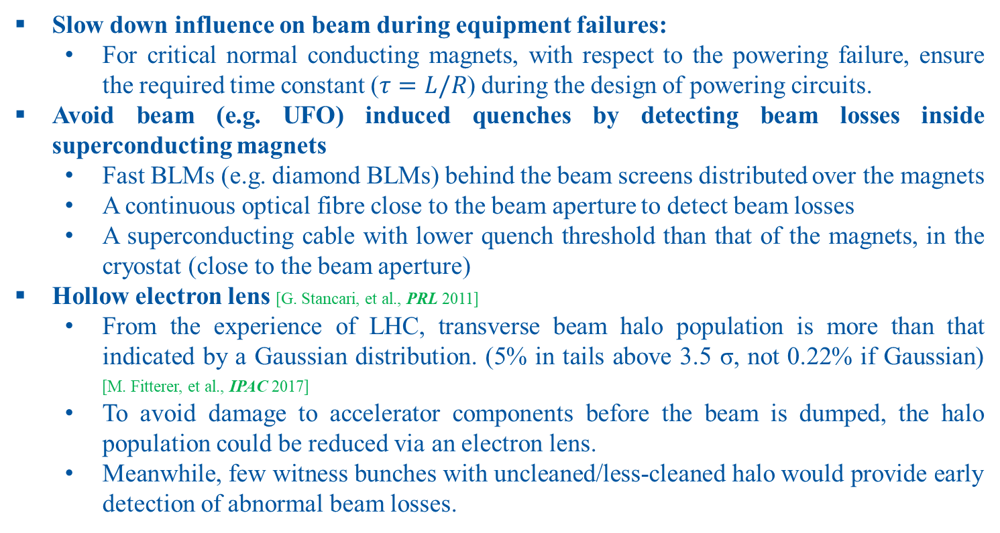 ▪ Slow down influence on beam during equipment failures:
• For critical normal conducting magnets, with respect to the powering failure, ensure
the required time constant (τ = L/R) during the design of powering circuits.
▪ Avoid beam (e.g. UFO) induced quenches by detecting beam losses inside
superconducting magnets
• Fast BLMs (e.g. diamond BLMs) behind the beam screens distributed over the magnets
• A continuous optical fibre close to the beam aperture to detect beam losses
• A superconducting cable with lower quench threshold than that of the magnets, in the
cryostat (close to the beam aperture)
▪ Hollow electron lens [G. Stancari, et al., PRL 2011]
• From the experience of LHC, transverse beam halo population is more than that
indicated by a Gaussian distribution. (5% in tails above 3.5 σ, not 0.22% if Gaussian)
[M. Fitterer, et al., IPAC 2017]
• To avoid damage to accelerator components before the beam is dumped, the halo
population could be reduced via an electron lens.
• Meanwhile, few witness bunches with uncleaned/less-cleaned halo would provide early
detection of abnormal beam losses.